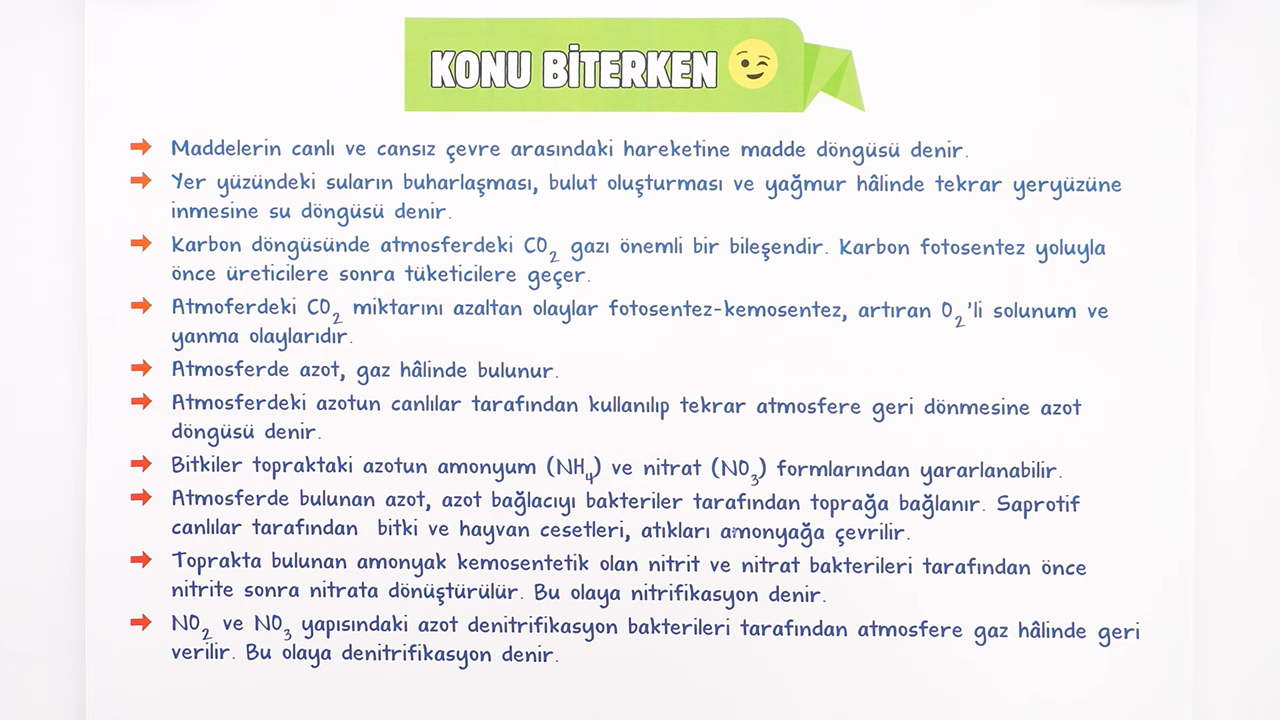 KONU BİTERKEN
Maddelerin canlı ve cansız çevre arasındaki hareketine madde döngüsü denir.
Yer yüzündeki suların buharlaşması, bulut oluşturması ve yağmur hâlinde tekrar yeryüzüne
inmesine su döngüsü denir.
Karbon döngüsünde atmosferdeki CO₂ gazı önemli bir bileşendir. Karbon fotosentez yoluyla
önce üreticilere sonra tüketicilere geçer.
Atmoferdeki CO₂ miktarını azaltan olaylar fotosentez-kemosentez, artıran O₂'li solunum ve
yanma olaylarıdır.
Atmosferde azot, gaz hâlinde bulunur.
Atmosferdeki azotun canlılar tarafından kullanılıp tekrar atmosfere geri dönmesine azot
döngüsü denir.
Bitkiler topraktaki azotun amonyum (NH₄) ve nitrat (NO₃) formlarından yararlanabilir.
Atmosferde bulunan azot, azot bağlacıyı bakteriler tarafından toprağa bağlanır. Saprotif
canlılar tarafından bitki ve hayvan cesetleri, atıkları amonyağa çevrilir.
Toprakta bulunan amonyak kemosentetik olan nitrit ve nitrat bakterileri tarafından önce
nitrite sonra nitrata dönüştürülür. Bu olaya nitrifikasyon denir.
NO₂ ve NO₃ yapısındaki azot denitrifikasyon bakterileri tarafından atmosfere gaz hâlinde geri
verilir. Bu olaya denitrifikasyon denir.